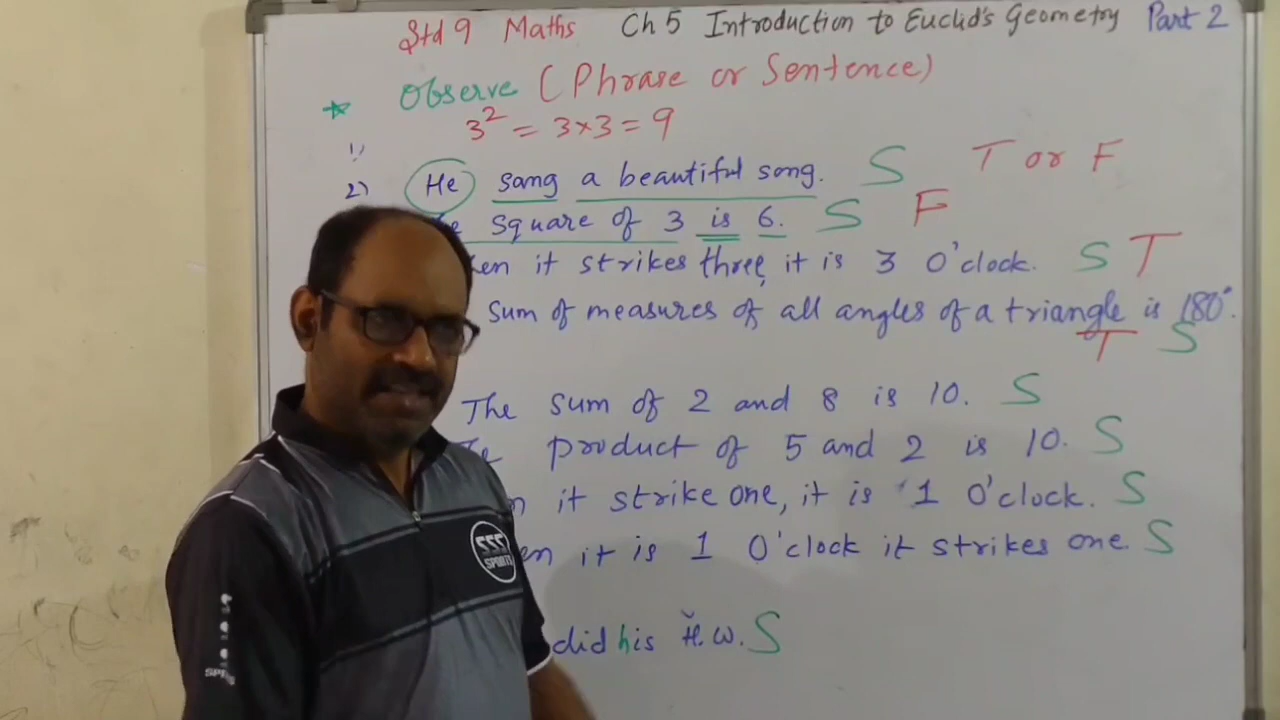 Std 9 Maths Ch 5 Introduction to Euclid's Geometry Part 2
* Observe (Phrase or Sentence)
3² = 3×3 = 9
1)
2) He sang a beautiful song. S T or F
square of 3 is 6. S F
it strikes three, it is 3 O'clock. S T
Sum of measures of all angles of a triangle is 180°.
T S
The sum of 2 and 8 is 10. S
product of 5 and 2 is 10. S
it strike one, it is 1 O'clock. S
it is 1 O'clock it strikes one. S
did his H.W. S
SSS
SPORTS